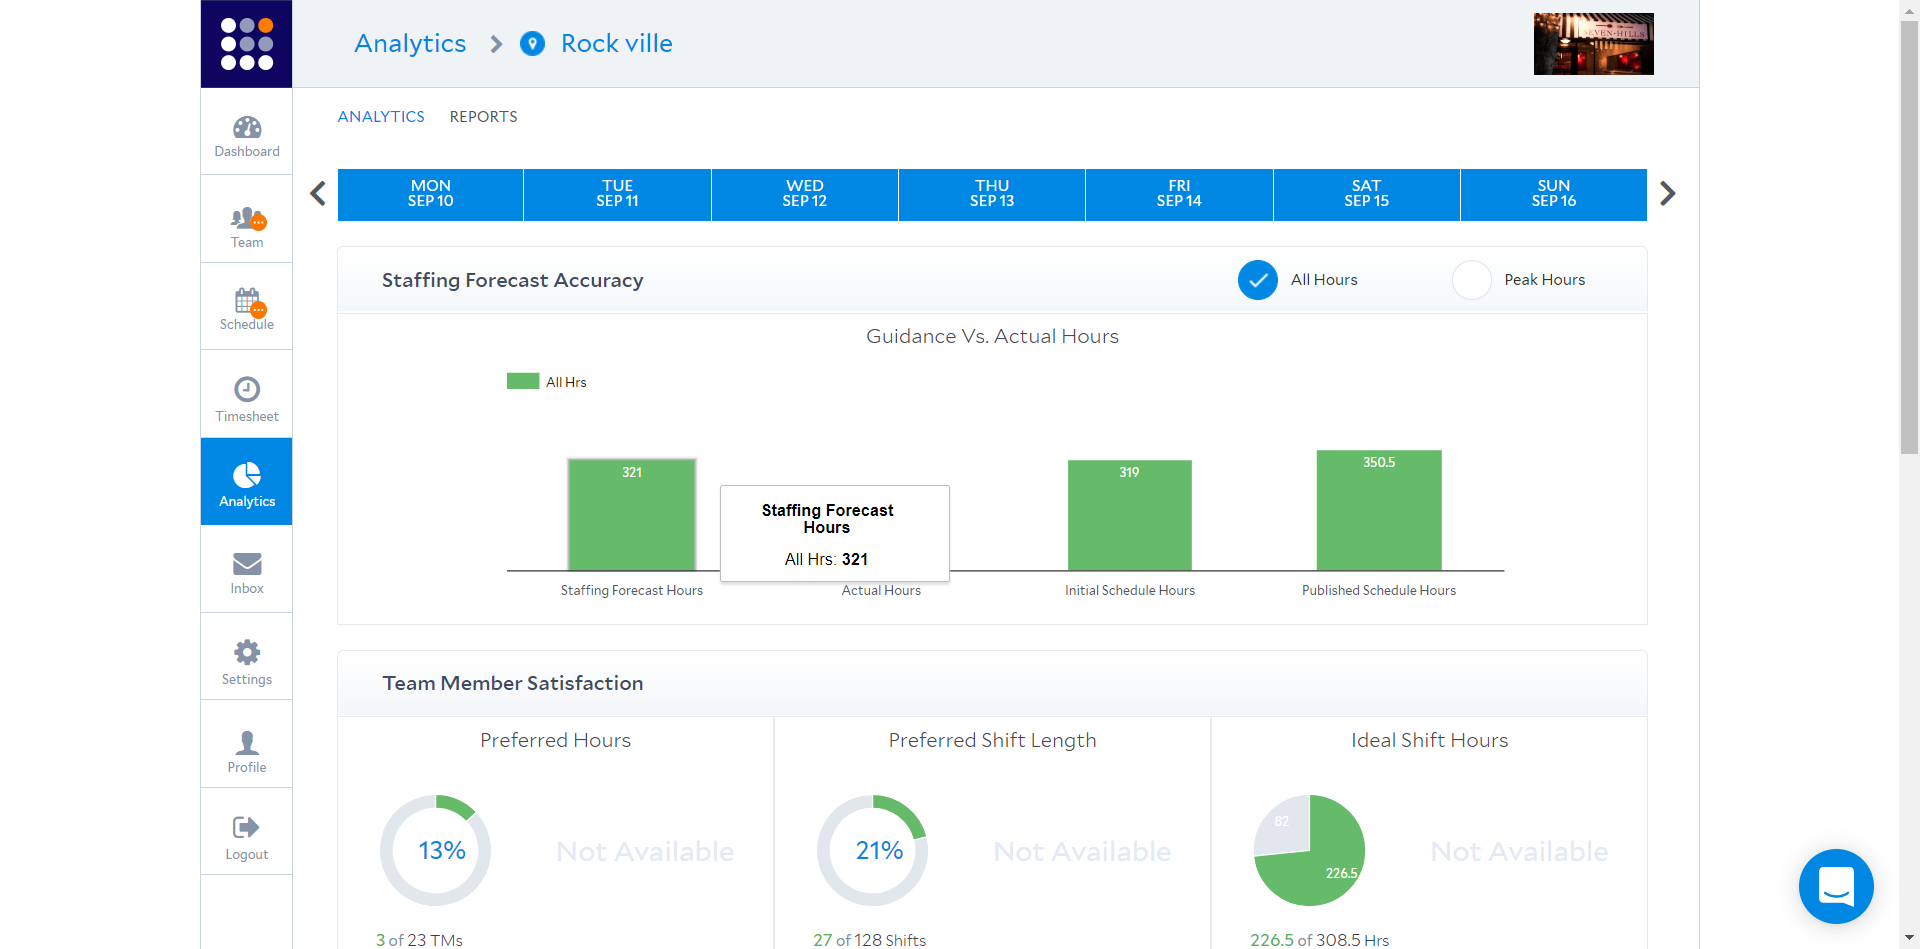 Analytics
Rock ville
SEVEN·HILLS
ANALYTICS
REPORTS
Dashboard
Team
Schedule
Timesheet
Analytics
Inbox
Settings
Profile
Logout
MON
SEP 10
TUE
SEP 11
WED
SEP 12
THU
SEP 13
FRI
SEP 14
SAT
SEP 15
SUN
SEP 16
Staffing Forecast Accuracy
All Hours
Peak Hours
Guidance Vs. Actual Hours
All Hrs
321
319
350.5
Staffing Forecast
Hours
All Hrs: 321
Staffing Forecast Hours
Actual Hours
Initial Schedule Hours
Published Schedule Hours
Team Member Satisfaction
Preferred Hours
13%
Not Available
3 of 23 TMs
Preferred Shift Length
21%
Not Available
27 of 128 Shifts
Ideal Shift Hours
82
226.5
Not Available
226.5 of 308.5 Hrs